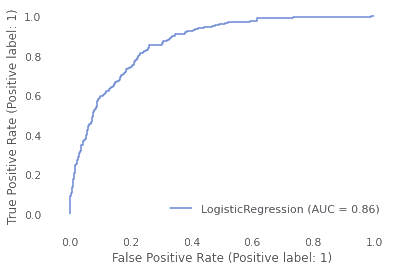 True Positive Rate (Positive label: 1)
1.0
0.8
0.6
0.4
0.2
0.0
LogisticRegression (AUC = 0.86)
0.0 0.2 0.4 0.6 0.8 1.0
False Positive Rate (Positive label: 1)